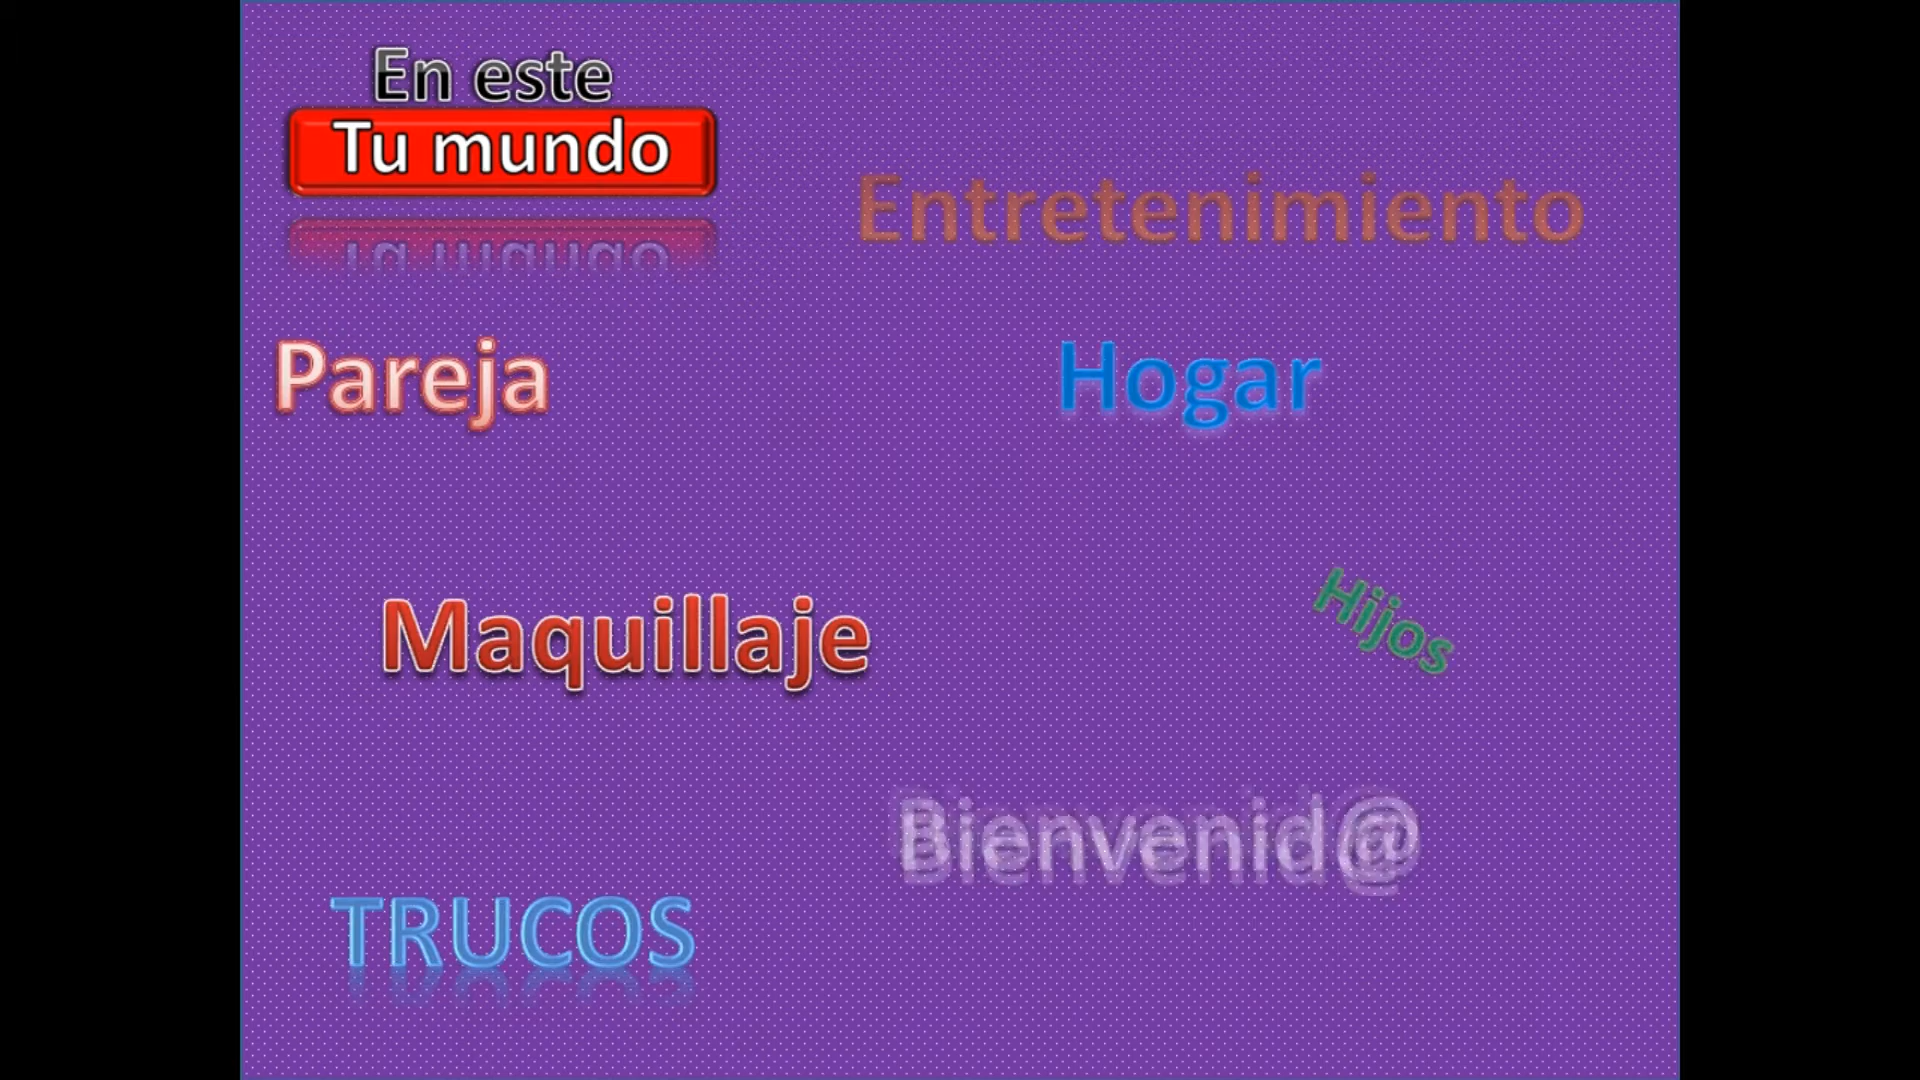 En este
Tu mundo
Entretenimiento
Pareja
Hogar
Maquillaje
Hijos
Bienvenid@
TRUCOS